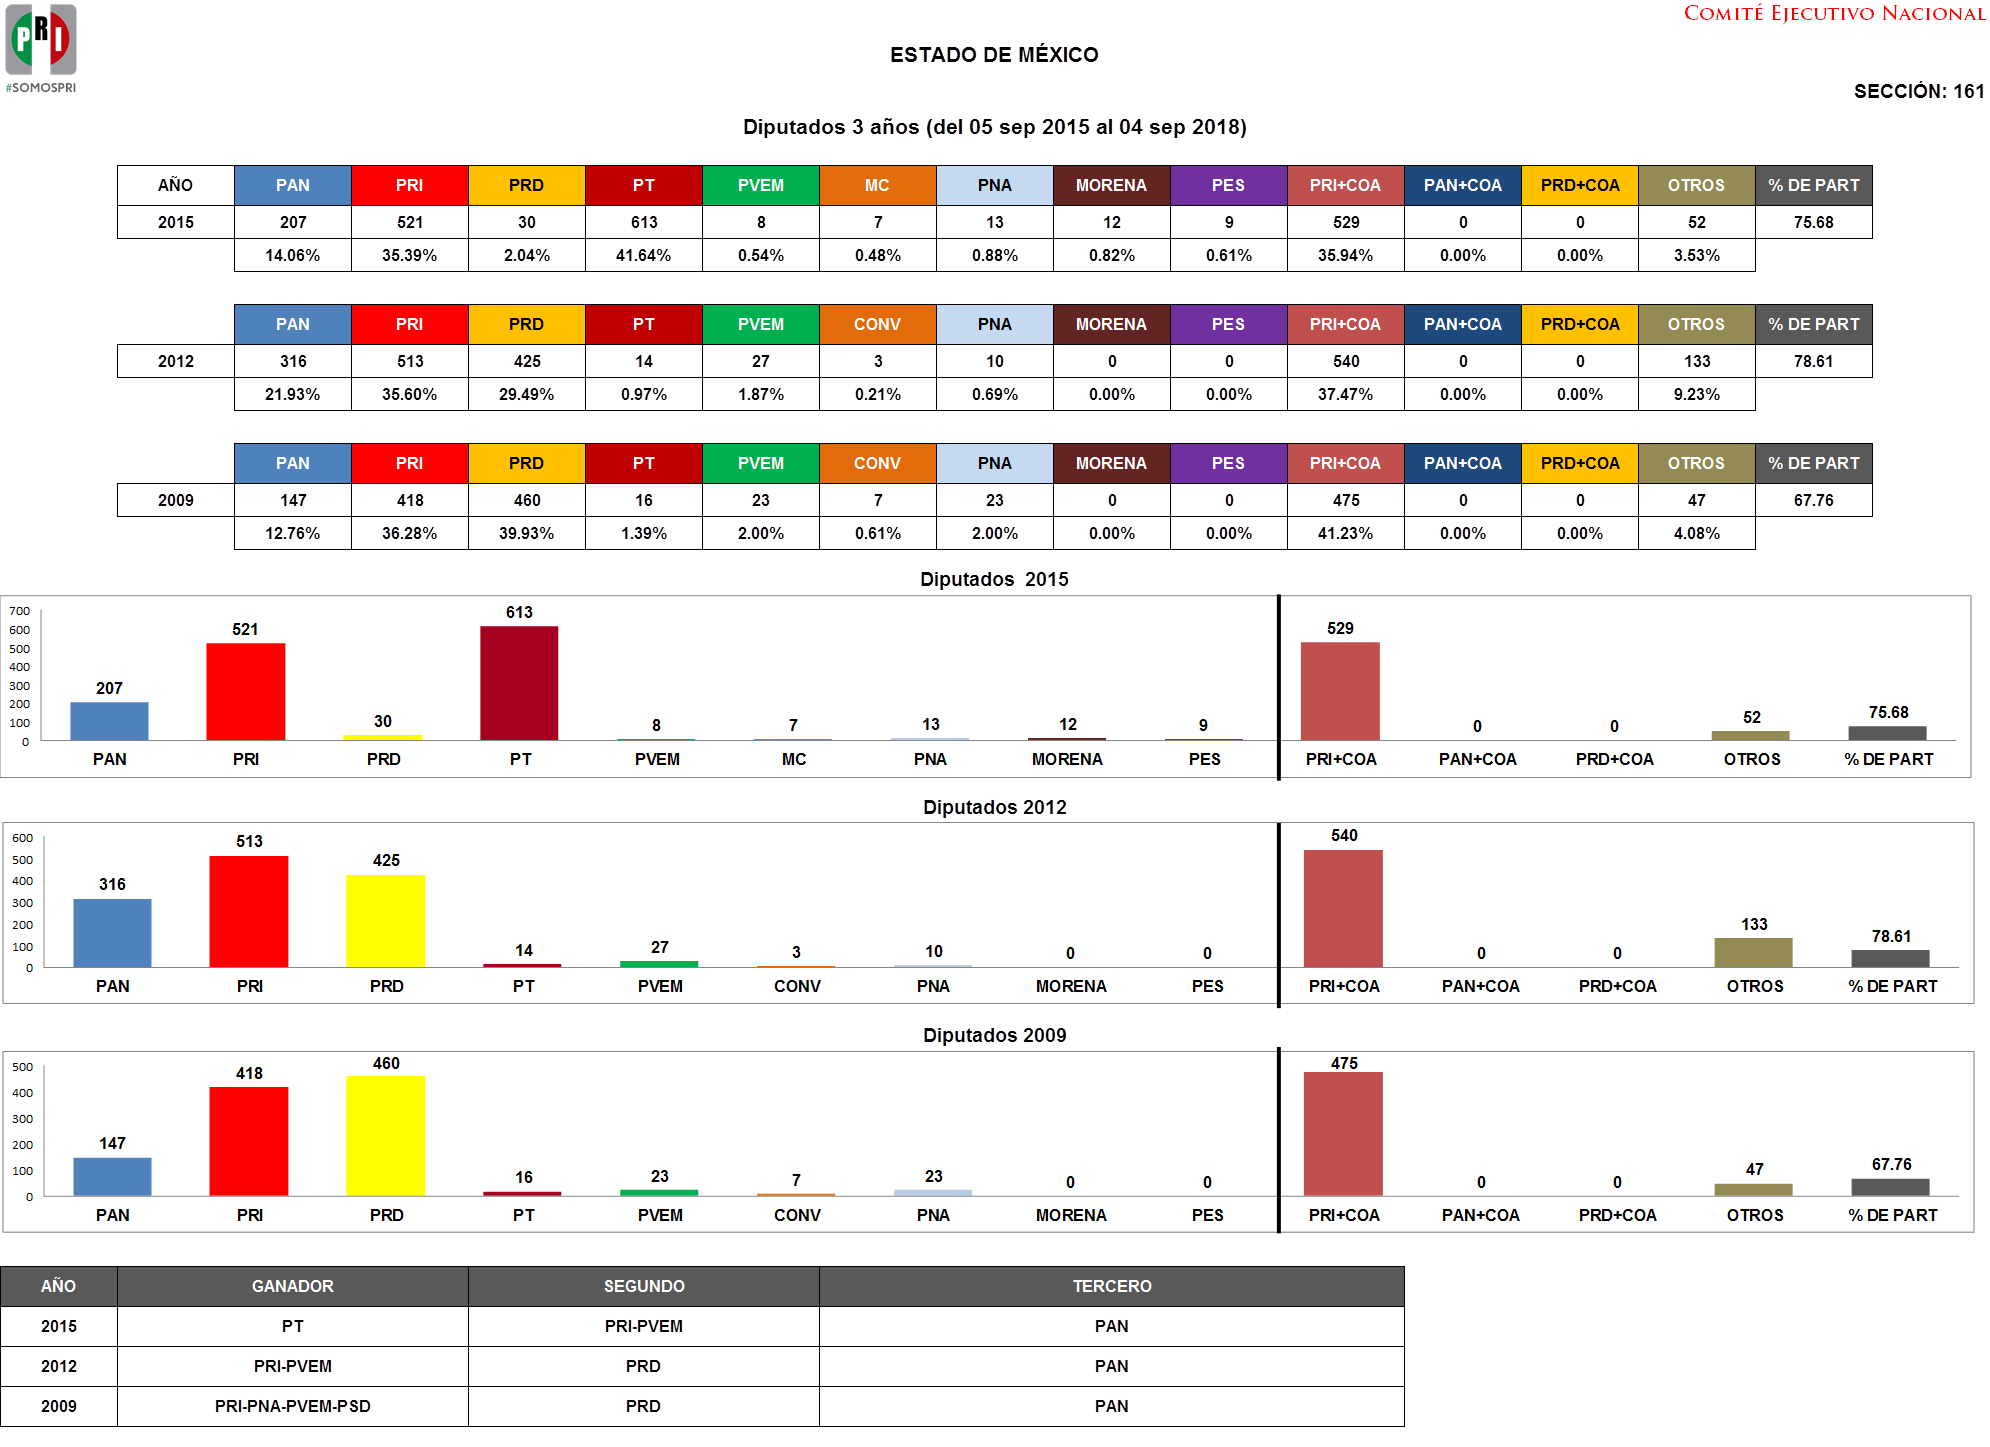 PRI
#SOMOSPRI
COMITÉ EJECUTIVO NACIONAL
ESTADO DE MÉXICO
SECCIÓN: 161
Diputados 3 años (del 05 sep 2015 al 04 sep 2018)
AÑO PAN PRI PRD PT PVEM MC PNA MORENA PES PRI+COA PAN+COA PRD+COA OTROS % DE PART
2015 207 521 30 613 8 7 13 12 9 529 0 0 52 75.68
14.06% 35.39% 2.04% 41.64% 0.54% 0.48% 0.88% 0.82% 0.61% 35.94% 0.00% 0.00% 3.53%
PAN PRI PRD PT PVEM CONV PNA MORENA PES PRI+COA PAN+COA PRD+COA OTROS % DE PART
2012 316 513 425 14 27 3 10 0 0 540 0 0 133 78.61
21.93% 35.60% 29.49% 0.97% 1.87% 0.21% 0.69% 0.00% 0.00% 37.47% 0.00% 0.00% 9.23%
PAN PRI PRD PT PVEM CONV PNA MORENA PES PRI+COA PAN+COA PRD+COA OTROS % DE PART
2009 147 418 460 16 23 7 23 0 0 475 0 0 47 67.76
12.76% 36.28% 39.93% 1.39% 2.00% 0.61% 2.00% 0.00% 0.00% 41.23% 0.00% 0.00% 4.08%
Diputados 2015
700
600
500
400
300
200
100
0
207 521 30 613 8 7 13 12 9 529 0 0 52 75.68
PAN PRI PRD PT PVEM MC PNA MORENA PES PRI+COA PAN+COA PRD+COA OTROS % DE PART
Diputados 2012
600
500
400
300
200
100
0
316 513 425 14 27 3 10 0 0 540 0 0 133 78.61
PAN PRI PRD PT PVEM CONV PNA MORENA PES PRI+COA PAN+COA PRD+COA OTROS % DE PART
Diputados 2009
500
400
300
200
100
0
147 418 460 16 23 7 23 0 0 475 0 0 47 67.76
PAN PRI PRD PT PVEM CONV PNA MORENA PES PRI+COA PAN+COA PRD+COA OTROS % DE PART
AÑO GANADOR SEGUNDO TERCERO
2015 PT PRI-PVEM PAN
2012 PRI-PVEM PRD PAN
2009 PRI-PNA-PVEM-PSD PRD PAN